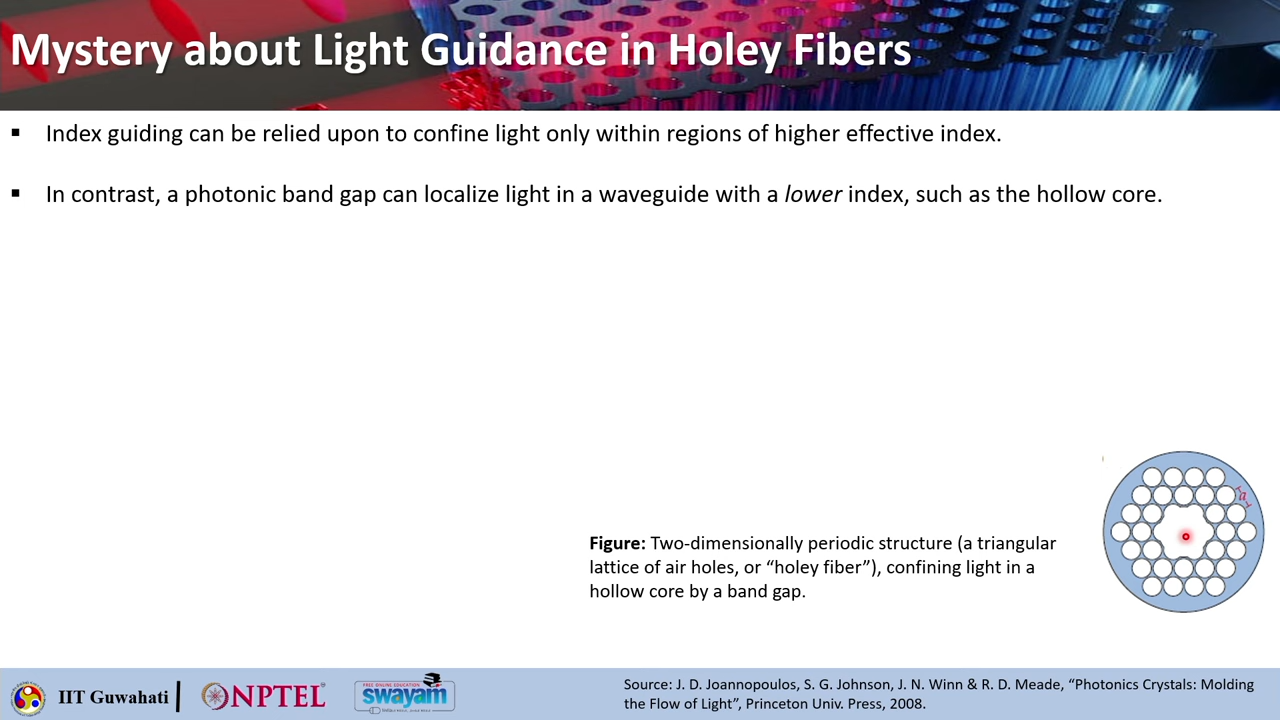 Mystery about Light Guidance in Holey Fibers
▪ Index guiding can be relied upon to confine light only within regions of higher effective index.
▪ In contrast, a photonic band gap can localize light in a waveguide with a lower index, such as the hollow core.
a
Figure: Two-dimensionally periodic structure (a triangular
lattice of air holes, or “holey fiber”), confining light in a
hollow core by a band gap.
IIT Guwahati
NPTEL
FREE ONLINE EDUCATION
swayam
Source: J. D. Joannopoulos, S. G. Johnson, J. N. Winn & R. D. Meade, “Photonics Crystals: Molding
the Flow of Light”, Princeton Univ. Press, 2008.